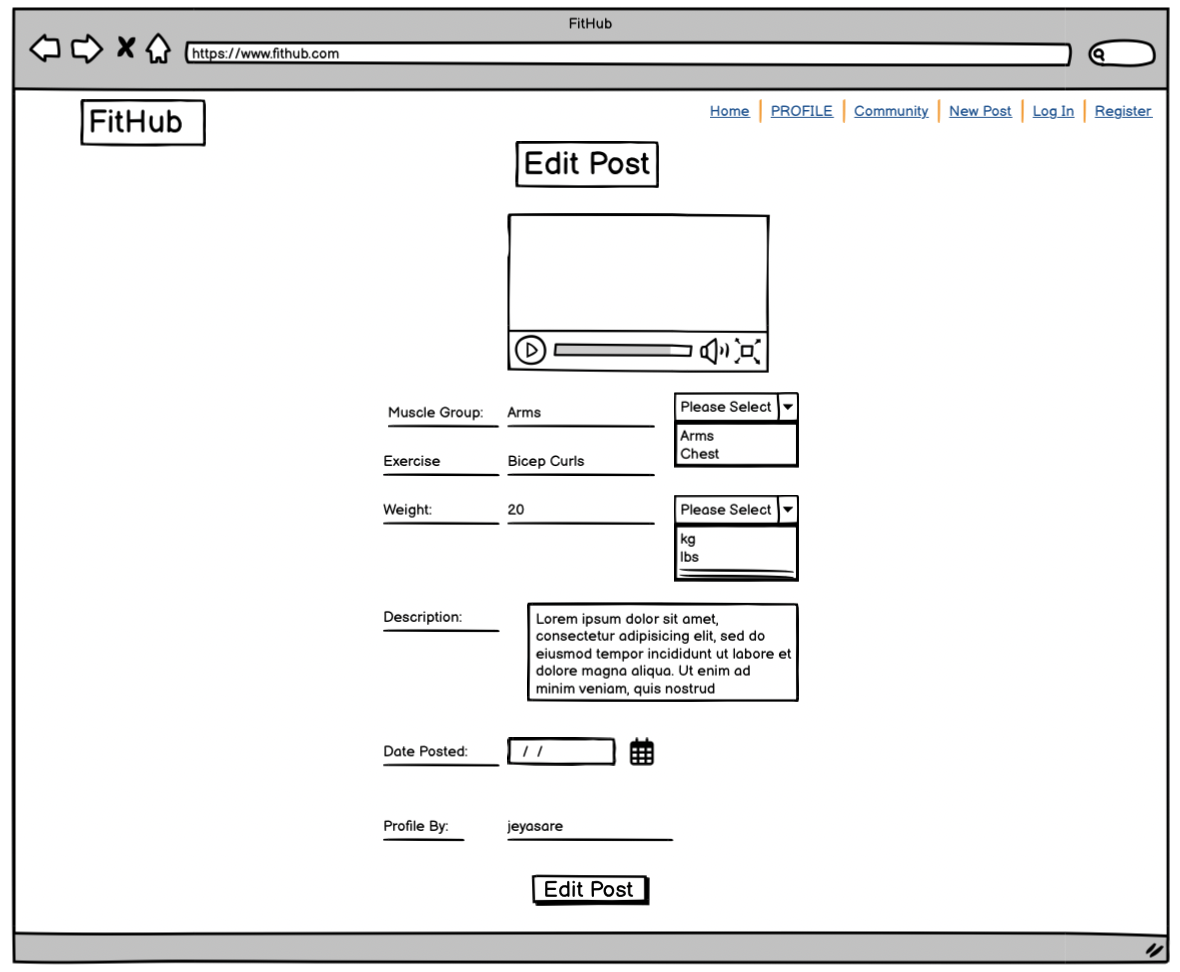 FitHub
https://www.fithub.com
FitHub
Home PROFILE Community New Post Log In Register
Edit Post
Muscle Group: Arms Please Select
Arms
Chest
Exercise Bicep Curls
Weight: 20 Please Select
kg
lbs
Description:
Lorem ipsum dolor sit amet,
consectetur adipisicing elit, sed do
eiusmod tempor incididunt ut labore et
dolore magna aliqua. Ut enim ad
minim veniam, quis nostrud
Date Posted: / /
Profile By: jeyasare
Edit Post